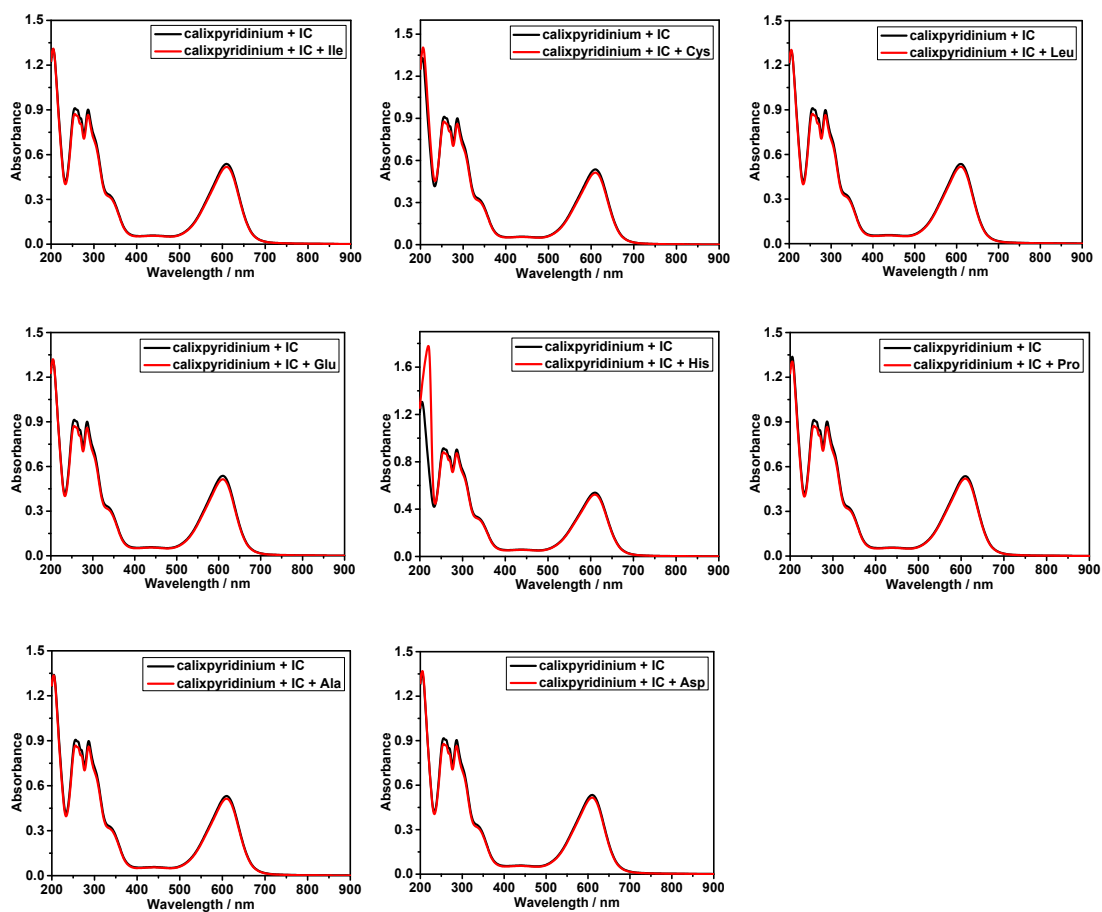 calixpyridinium + IC
calixpyridinium + IC + Ile
Absorbance
1.5
1.2
0.9
0.6
0.3
0.0
200 300 400 500 600 700 800 900
Wavelength / nm
calixpyridinium + IC
calixpyridinium + IC + Cys
Absorbance
1.5
1.2
0.9
0.6
0.3
0.0
200 300 400 500 600 700 800 900
Wavelength / nm
calixpyridinium + IC
calixpyridinium + IC + Leu
Absorbance
1.5
1.2
0.9
0.6
0.3
0.0
200 300 400 500 600 700 800 900
Wavelength / nm
calixpyridinium + IC
calixpyridinium + IC + Glu
Absorbance
1.5
1.2
0.9
0.6
0.3
0.0
200 300 400 500 600 700 800 900
Wavelength / nm
calixpyridinium + IC
calixpyridinium + IC + His
Absorbance
1.6
1.2
0.8
0.4
0.0
200 300 400 500 600 700 800 900
Wavelength / nm
calixpyridinium + IC
calixpyridinium + IC + Pro
Absorbance
1.5
1.2
0.9
0.6
0.3
0.0
200 300 400 500 600 700 800 900
Wavelength / nm
calixpyridinium + IC
calixpyridinium + IC + Ala
Absorbance
1.5
1.2
0.9
0.6
0.3
0.0
200 300 400 500 600 700 800 900
Wavelength / nm
calixpyridinium + IC
calixpyridinium + IC + Asp
Absorbance
1.5
1.2
0.9
0.6
0.3
0.0
200 300 400 500 600 700 800 900
Wavelength / nm